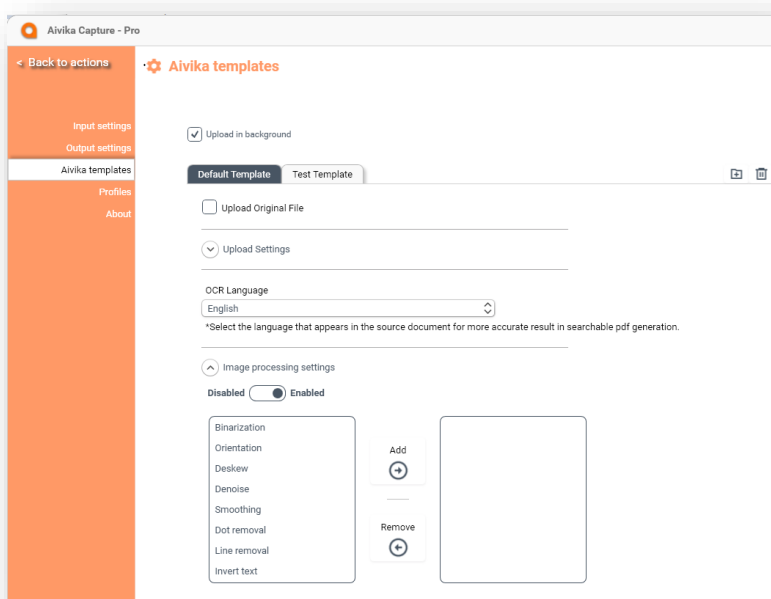 Aivika Capture - Pro
< Back to actions
Aivika templates
Input settings
Output settings
Aivika templates
Profiles
About
Upload in background
Default Template
Test Template
Upload Original File
Upload Settings
OCR Language
English
*Select the language that appears in the source document for more accurate result in searchable pdf generation.
Image processing settings
Disabled
Enabled
Binarization
Orientation
Deskew
Denoise
Smoothing
Dot removal
Line removal
Invert text
Add
Remove